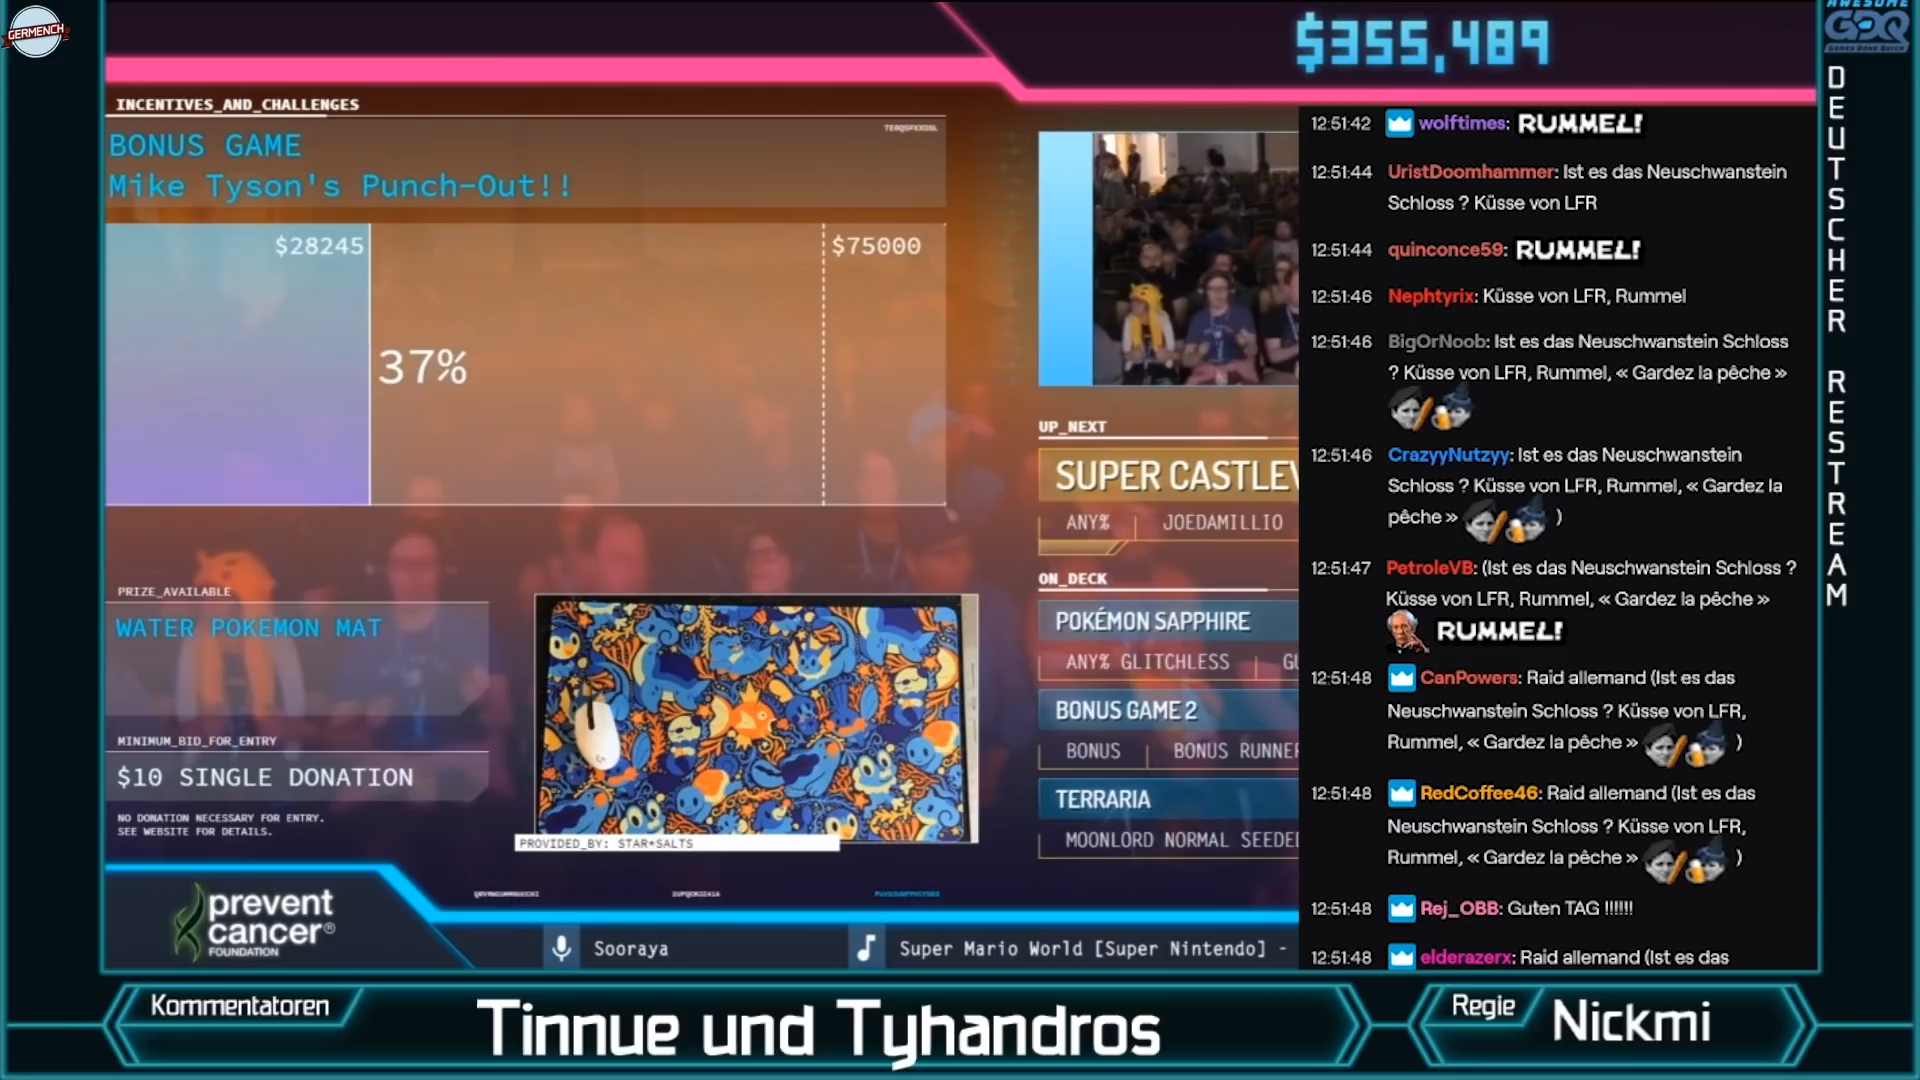 GERMENCH
$355,489
AWESOME
GDQ
GAMES DONE QUICK
DEUTSCHER RESTREAM
INCENTIVES_AND_CHALLENGES
BONUS GAME
Mike Tyson's Punch-Out!!
$28245
$75000
37%
PRIZE_AVAILABLE
WATER POKEMON MAT
MINIMUM_BID_FOR_ENTRY
$10 SINGLE DONATION
NO DONATION NECESSARY FOR ENTRY.
SEE WEBSITE FOR DETAILS.
PROVIDED_BY: STAR*SALTS
UP_NEXT
SUPER CASTLEV
ANY%
JOEDAMILLIO
ON_DECK
POKÉMON SAPPHIRE
ANY% GLITCHLESS
GU
BONUS GAME 2
BONUS
BONUS RUNNER
TERRARIA
MOONLORD NORMAL SEEDED
12:51:42 wolftimes: RUMMEL!
12:51:44 UristDoomhammer: Ist es das Neuschwanstein
Schloss ? Küsse von LFR
12:51:44 quinconce59: RUMMEL!
12:51:46 Nephtyrix: Küsse von LFR, Rummel
12:51:46 BigOrNoob: Ist es das Neuschwanstein Schloss
? Küsse von LFR, Rummel, « Gardez la pêche »
12:51:46 CrazyyNutzyy: Ist es das Neuschwanstein
Schloss ? Küsse von LFR, Rummel, « Gardez la
pêche » )
12:51:47 PetroleVB: (Ist es das Neuschwanstein Schloss ?
Küsse von LFR, Rummel, « Gardez la pêche »
RUMMEL!
12:51:48 CanPowers: Raid allemand (Ist es das
Neuschwanstein Schloss ? Küsse von LFR,
Rummel, « Gardez la pêche » )
12:51:48 RedCoffee46: Raid allemand (Ist es das
Neuschwanstein Schloss ? Küsse von LFR,
Rummel, « Gardez la pêche » )
12:51:48 Rej_OBB: Guten TAG !!!!!!
12:51:48 elderazerx: Raid allemand (Ist es das
prevent
cancer®
FOUNDATION
Sooraya
Super Mario World [Super Nintendo] -
Kommentatoren
Tinnue und Tyhandros
Regie
Nickmi